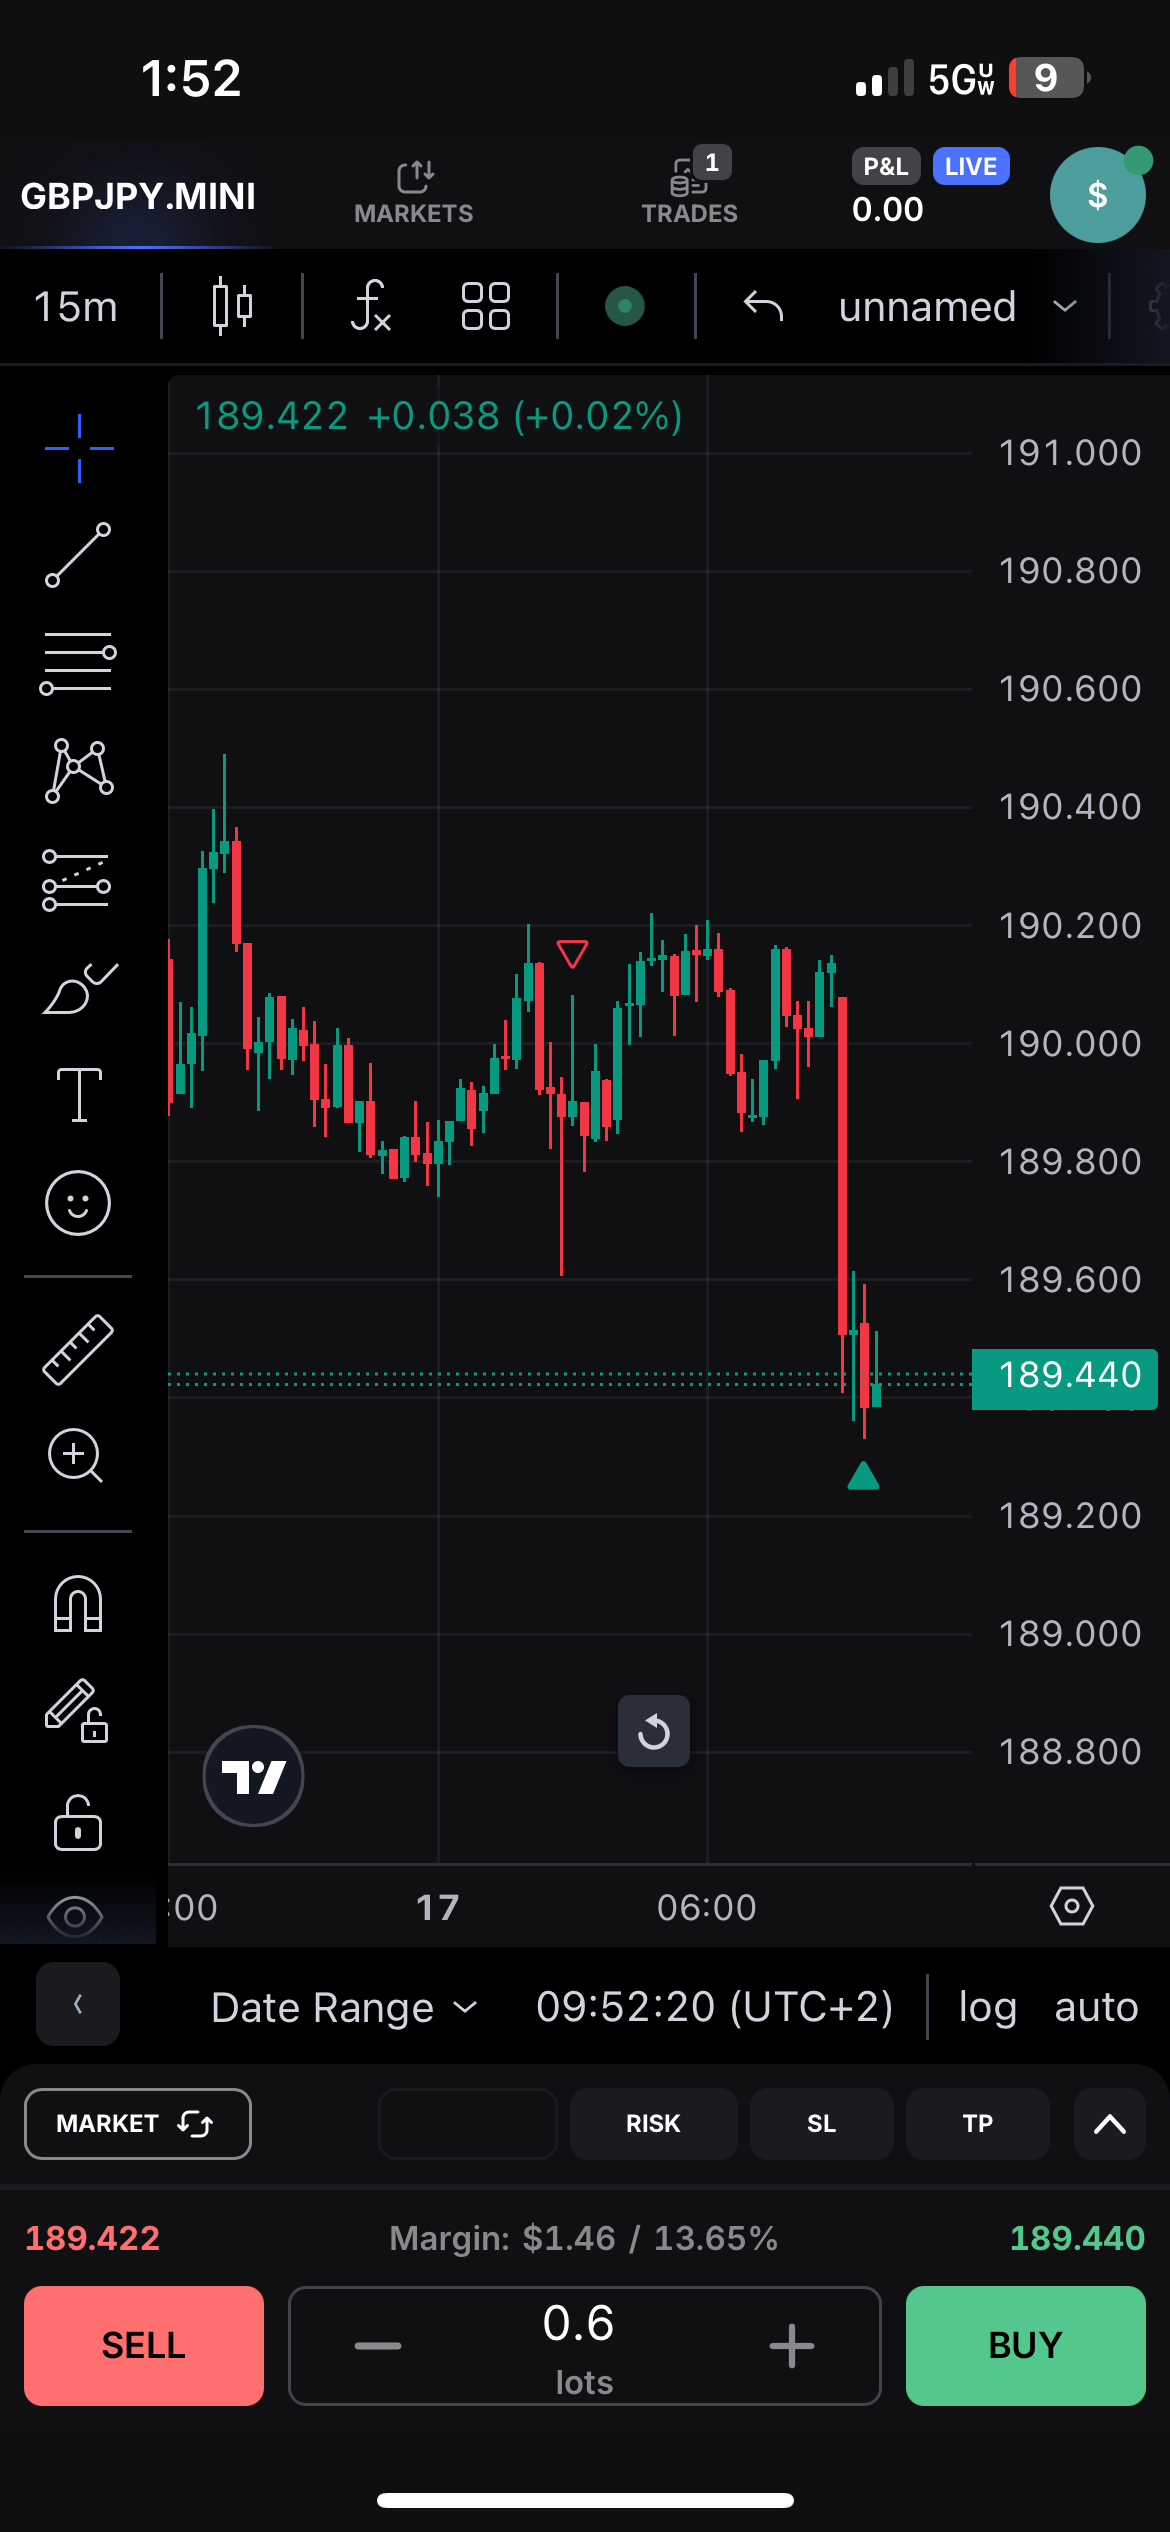 1:52
5G UW 9
GBPJPY.MINI
MARKETS
1
TRADES
P&L LIVE
0.00
$
15m
unnamed
189.422 +0.038 (+0.02%)
191.000
190.800
190.600
190.400
190.200
190.000
189.800
189.600
189.440
189.200
189.000
188.800
:00 17 06:00
Date Range 09:52:20 (UTC+2) log auto
MARKET RISK SL TP
189.422 Margin: $1.46 / 13.65% 189.440
SELL 0.6 BUY
lots